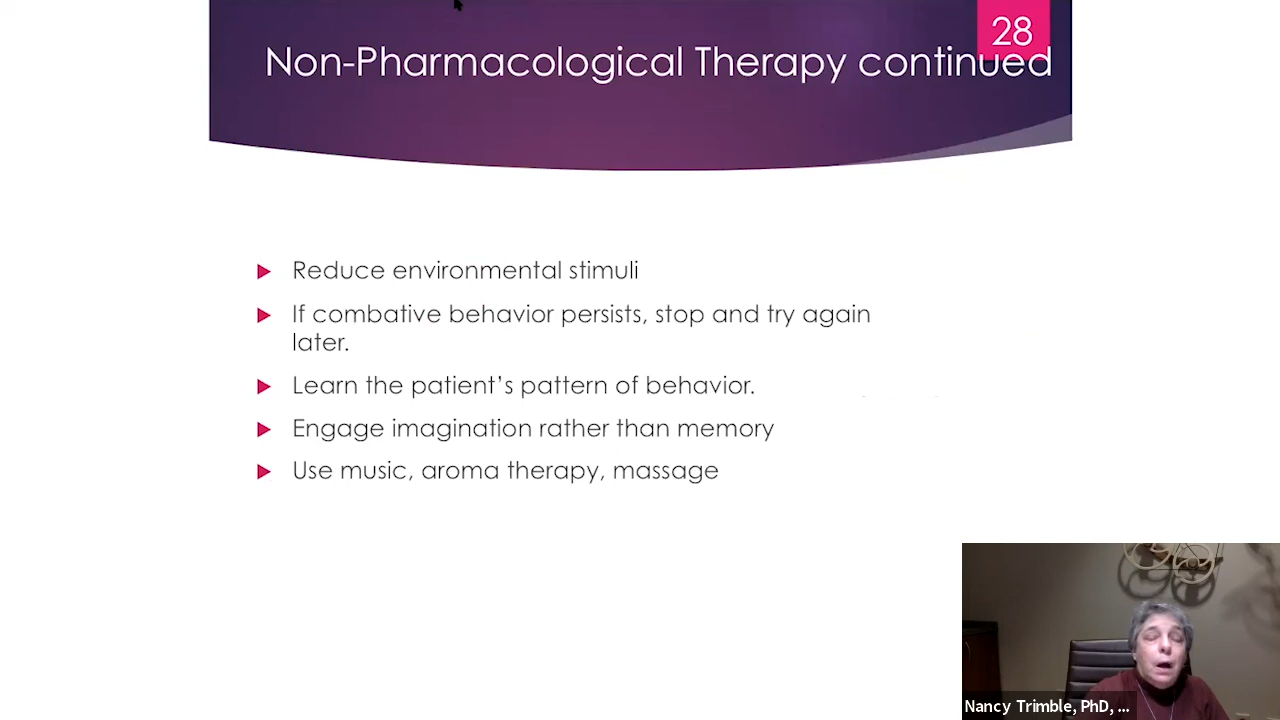 28
Non-Pharmacological Therapy continued
Reduce environmental stimuli
If combative behavior persists, stop and try again
later.
Learn the patient’s pattern of behavior.
Engage imagination rather than memory
Use music, aroma therapy, massage
Nancy Trimble, PhD, ...